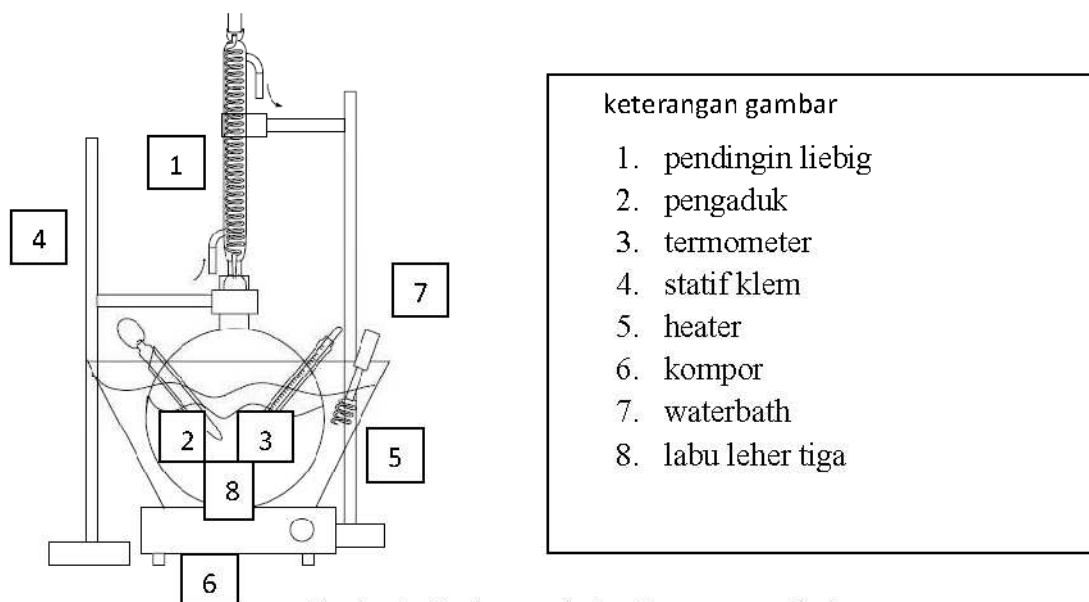 1
4
7
2
3
5
8
6
keterangan gambar
1. pendingin liebig
2. pengaduk
3. termometer
4. statif klem
5. heater
6. kompor
7. waterbath
8. labu leher tiga